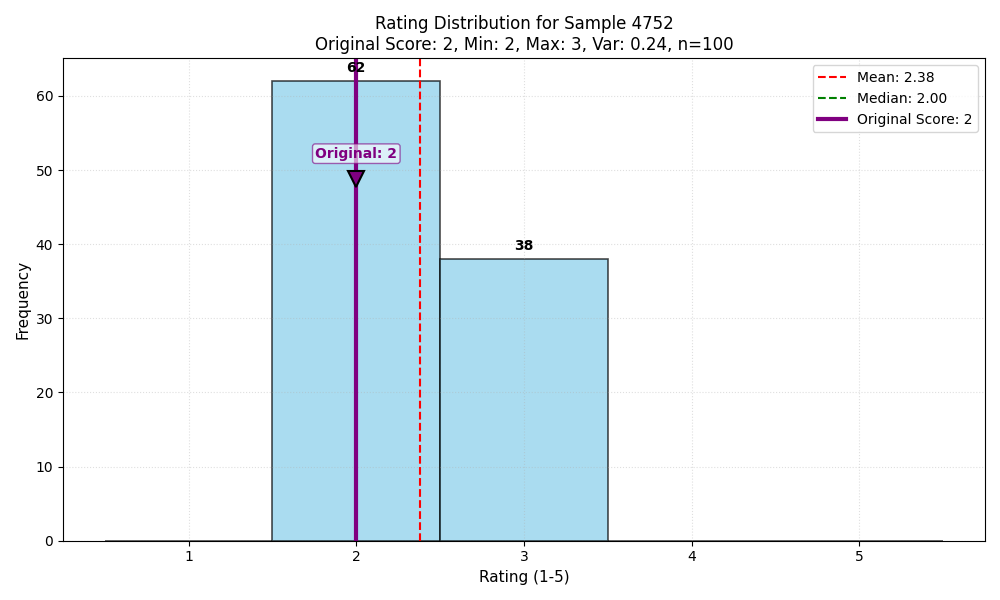 Rating Distribution for Sample 4752
Original Score: 2, Min: 2, Max: 3, Var: 0.24, n=100
Mean: 2.38
Median: 2.00
Original Score: 2
62
Original: 2
38
60
50
40
30
20
10
0
Frequency
1 2 3 4 5
Rating (1-5)